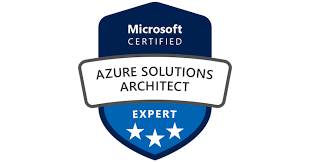 Microsoft
CERTIFIED
AZURE SOLUTIONS
ARCHITECT
EXPERT